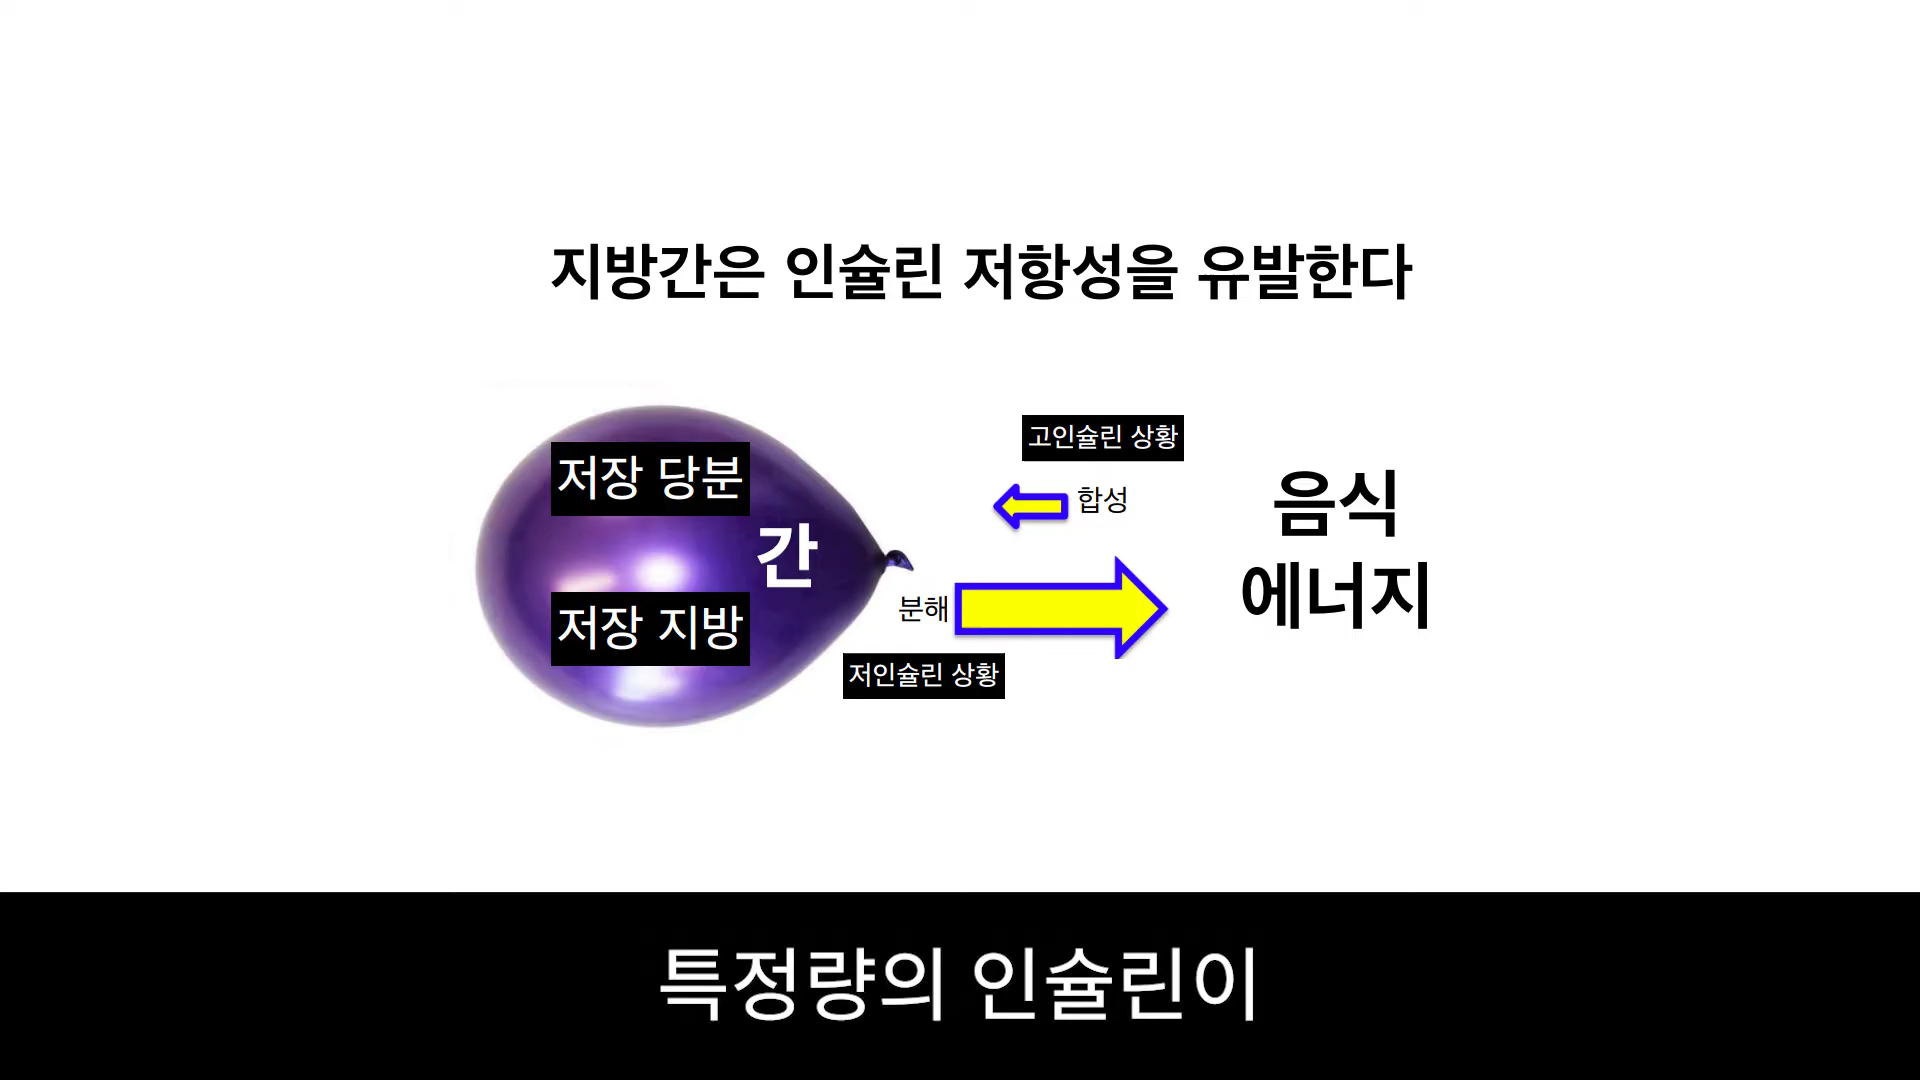 지방간은 인슐린 저항성을 유발한다
저장 당분
간
저장 지방
고인슐린 상황
합성
분해
저인슐린 상황
음식
에너지
특정량의 인슐린이